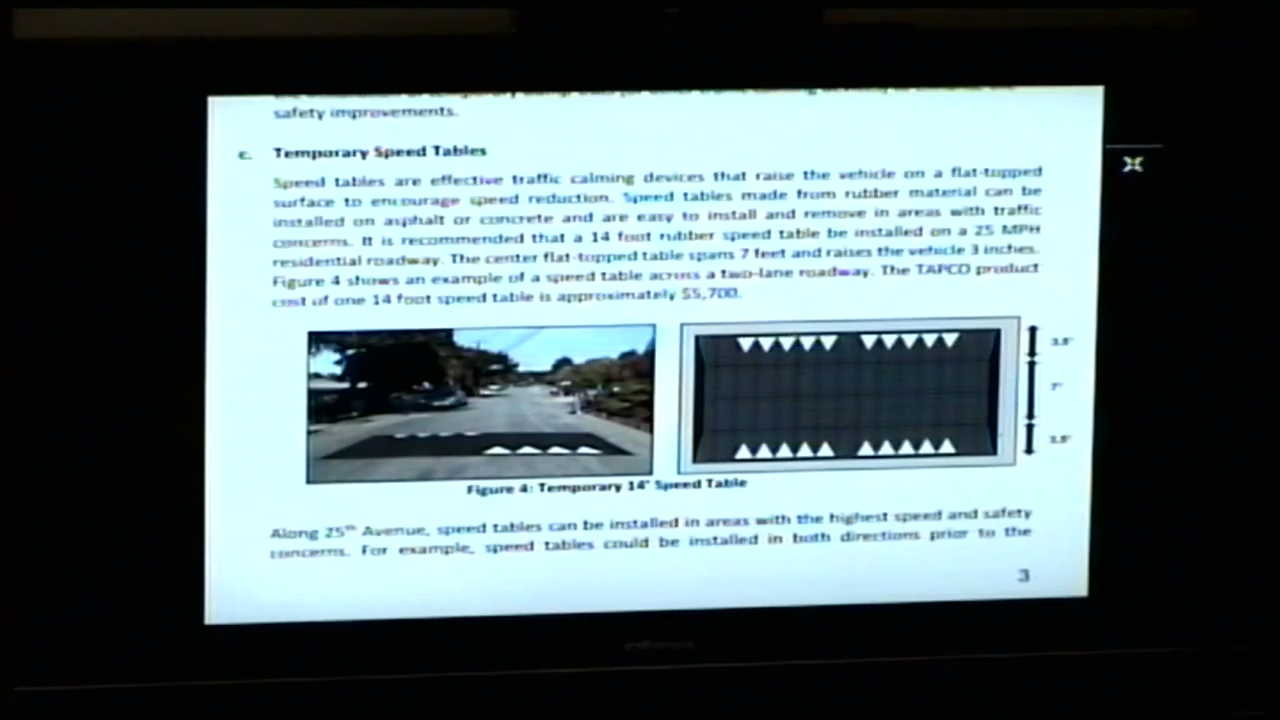 safety improvements.
c. Temporary Speed Tables
Speed tables are effective traffic calming devices that raise the vehicle on a flat-topped
surface to encourage speed reduction. Speed tables made from rubber material can be
installed on asphalt or concrete and are easy to install and remove in areas with traffic
concerns. It is recommended that a 14 foot rubber speed table be installed on a 25 MPH
residential roadway. The center flat-topped table spans 7 feet and raises the vehicle 3 inches.
Figure 4 shows an example of a speed table across a two-lane roadway. The TAPCO product
cost of one 14 foot speed table is approximately $5,700.
3.5'
7'
3.5'
Figure 4: Temporary 14' Speed Table
Along 25th Avenue, speed tables can be installed in areas with the highest speed and safety
concerns. For example, speed tables could be installed in both directions prior to the
3